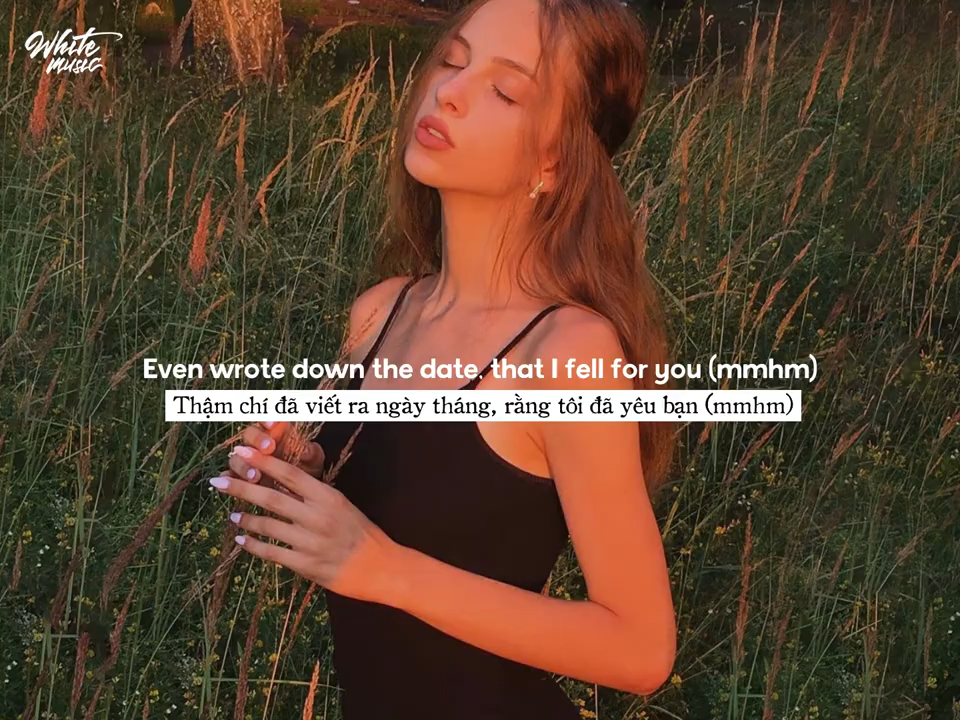 White
MUSIC
Even wrote down the date, that I fell for you (mmhm)
Thậm chí đã viết ra ngày tháng, rằng tôi đã yêu bạn (mmhm)